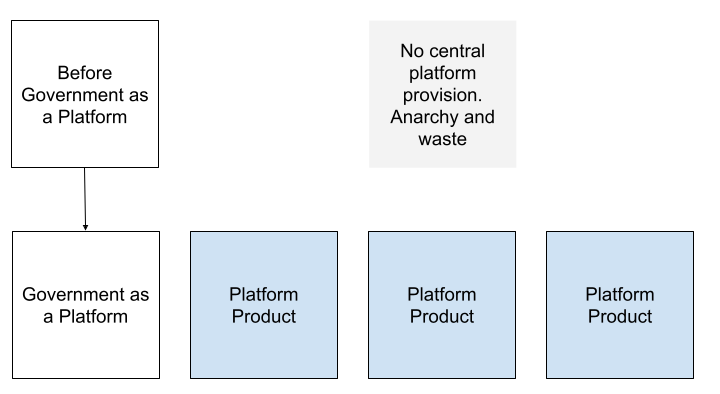 Before
Government as
a Platform
No central
platform
provision.
Anarchy and
waste
Government as
a Platform
Platform
Product
Platform
Product
Platform
Product